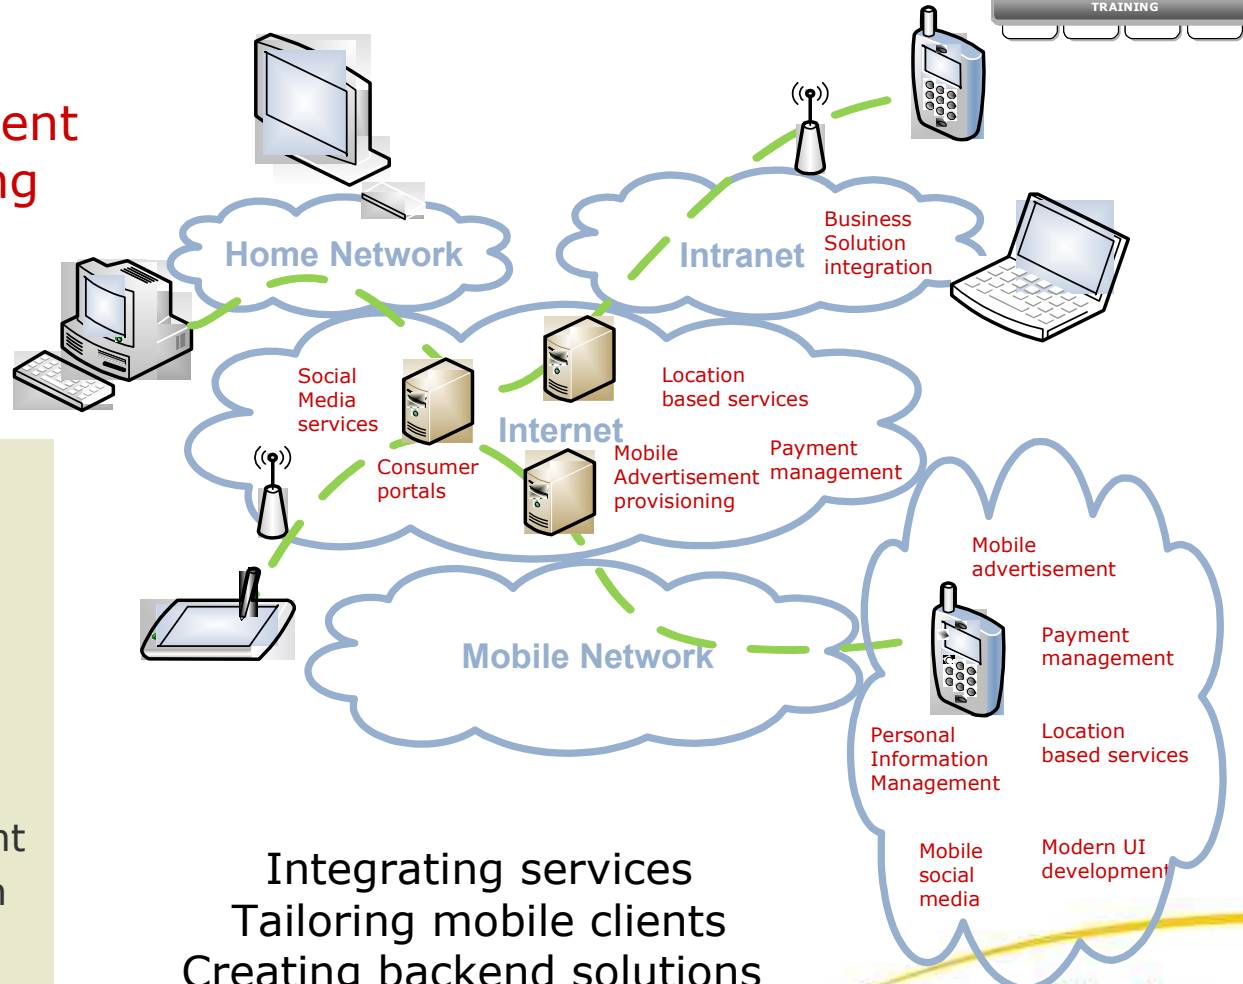 TRAINING
ent
ng
Home Network
Intranet
Business
Solution
integration
Social
Media
services
Location
based services
Internet
Consumer
portals
Mobile
Advertisement
provisioning
Payment
management
Mobile
advertisement
Mobile Network
Payment
management
Personal
Information
Management
Location
based services
Mobile
social
media
Modern UI
development
nt
n
Integrating services
Tailoring mobile clients
Creating backend solutions